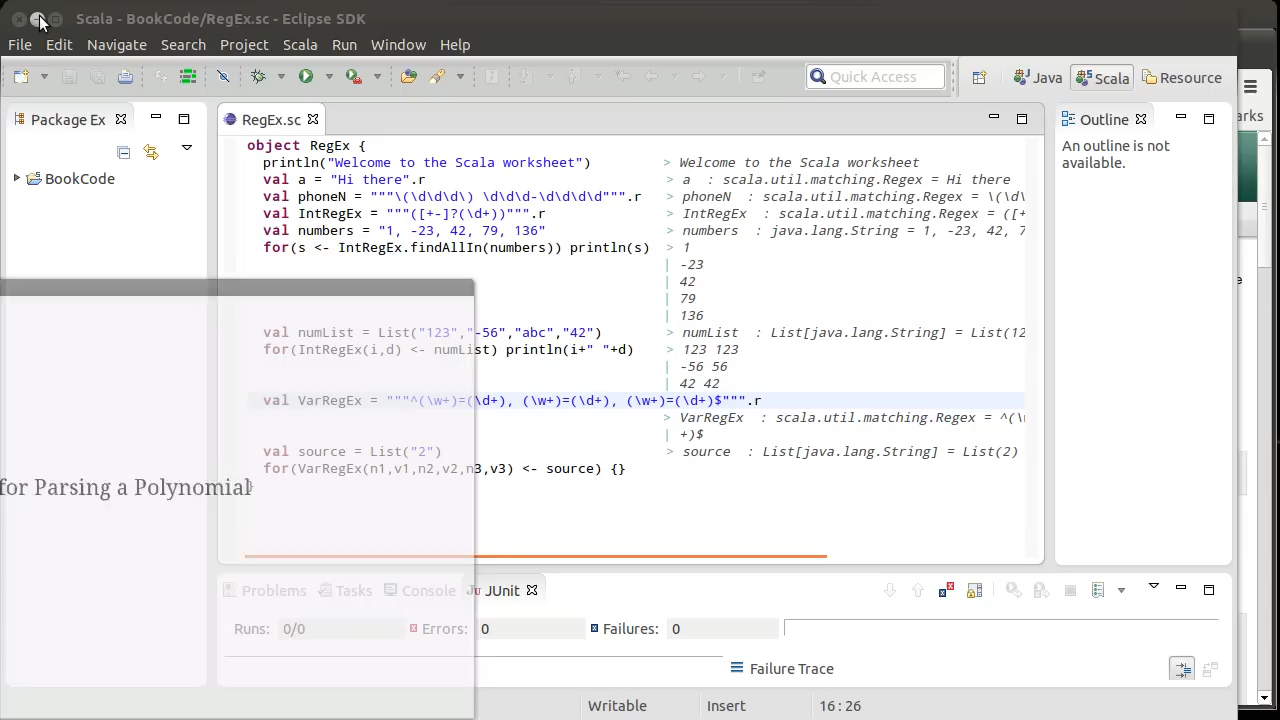 Scala - BookCode/RegEx.sc - Eclipse SDK
File Edit Navigate Search Project Scala Run Window Help
Quick Access
Java
Scala
Resource
arks
Package Ex
RegEx.sc
Outline
BookCode
An outline is not
available.
object RegEx {
println("Welcome to the Scala worksheet") > Welcome to the Scala worksheet
val a = "Hi there".r > a : scala.util.matching.Regex = Hi there
val phoneN = """\(\d\d\d\) \d\d\d-\d\d\d\d""".r > phoneN : scala.util.matching.Regex = \(\d\
val IntRegEx = """([+-]?(\d+))""".r > IntRegEx : scala.util.matching.Regex = ([+
val numbers = "1, -23, 42, 79, 136" > numbers : java.lang.String = 1, -23, 42, 7
for(s <- IntRegEx.findAllIn(numbers)) println(s) > 1
| -23
| 42
| 79
| 136
val numList = List("123","-56","abc","42") > numList : List[java.lang.String] = List(12
for(IntRegEx(i,d) <- numList) println(i+" "+d) > 123 123
| -56 56
| 42 42
val VarRegEx = """^(\w+)=(\d+), (\w+)=(\d+), (\w+)=(\d+)$""".r
> VarRegEx : scala.util.matching.Regex = ^(\
| +)$
val source = List("2") > source : List[java.lang.String] = List(2)
for(VarRegEx(n1,v1,n2,v2,n3,v3) <- source) {}
}
for Parsing a Polynomial
Problems Tasks Console JUnit
Runs: 0/0 Errors: 0 Failures: 0
Failure Trace
Writable Insert 16 : 26